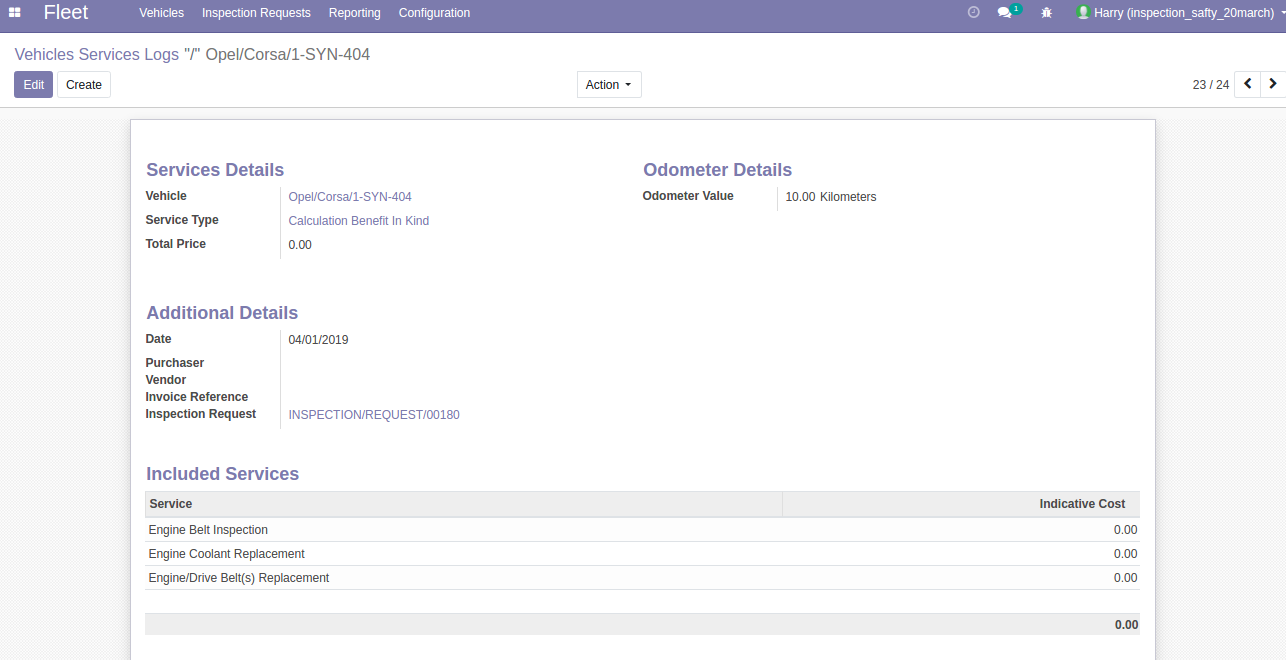 Fleet Vehicles Inspection Requests Reporting Configuration 1 Harry (inspection_safty_20march)
Vehicles Services Logs "/" Opel/Corsa/1-SYN-404
Edit Create Action 23 / 24
Services Details
Vehicle Opel/Corsa/1-SYN-404
Service Type Calculation Benefit In Kind
Total Price 0.00
Odometer Details
Odometer Value 10.00 Kilometers
Additional Details
Date 04/01/2019
Purchaser
Vendor
Invoice Reference
Inspection Request INSPECTION/REQUEST/00180
Included Services
Service Indicative Cost
Engine Belt Inspection 0.00
Engine Coolant Replacement 0.00
Engine/Drive Belt(s) Replacement 0.00
0.00